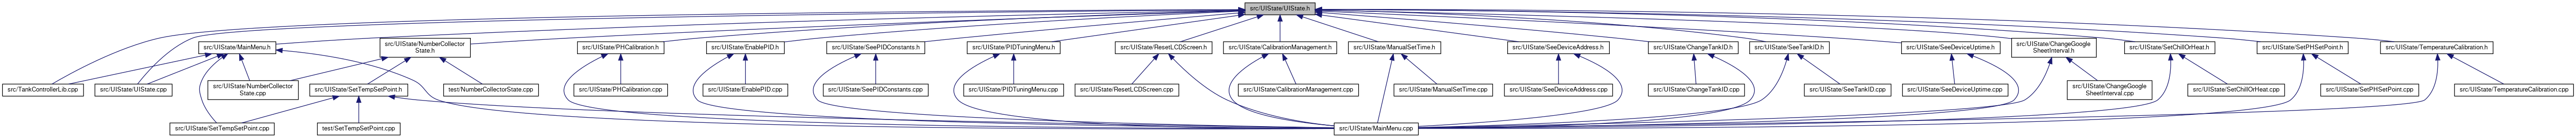 src/UIState/UIState.h
src/UIState/MainMenu.h
src/UIState/NumberCollector
State.h
src/UIState/PHCalibration.h
src/UIState/EnablePID.h
src/UIState/SeePIDConstants.h
src/UIState/PIDTuningMenu.h
src/UIState/ResetLCDScreen.h
src/UIState/CalibrationManagement.h
src/UIState/ManualSetTime.h
src/UIState/SeeDeviceAddress.h
src/UIState/ChangeTankID.h
src/UIState/SeeTankID.h
src/UIState/SeeDeviceUptime.h
src/UIState/ChangeGoogle
SheetInterval.h
src/UIState/SetChillOrHeat.h
src/UIState/SetPHSetPoint.h
src/UIState/TemperatureCalibration.h
src/TankControllerLib.cpp
src/UIState/UIState.cpp
src/UIState/NumberCollector
State.cpp
src/UIState/SetTempSetPoint.h
test/NumberCollectorState.cpp
src/UIState/PHCalibration.cpp
src/UIState/EnablePID.cpp
src/UIState/SeePIDConstants.cpp
src/UIState/PIDTuningMenu.cpp
src/UIState/ResetLCDScreen.cpp
src/UIState/CalibrationManagement.cpp
src/UIState/ManualSetTime.cpp
src/UIState/SeeDeviceAddress.cpp
src/UIState/ChangeTankID.cpp
src/UIState/SeeTankID.cpp
src/UIState/SeeDeviceUptime.cpp
src/UIState/ChangeGoogle
SheetInterval.cpp
src/UIState/SetChillOrHeat.cpp
src/UIState/SetPHSetPoint.cpp
src/UIState/TemperatureCalibration.cpp
src/UIState/SetTempSetPoint.cpp
test/SetTempSetPoint.cpp
src/UIState/MainMenu.cpp